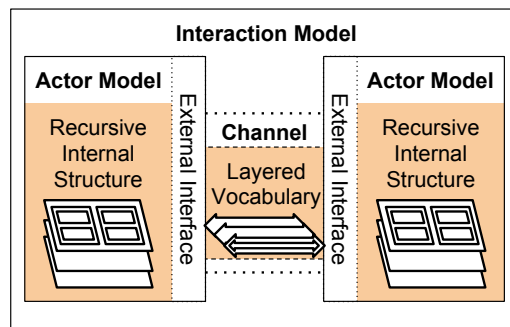 Interaction Model
Actor Model
Recursive
Internal
Structure
External Interface
Channel
Layered
Vocabulary
External Interface
Actor Model
Recursive
Internal
Structure